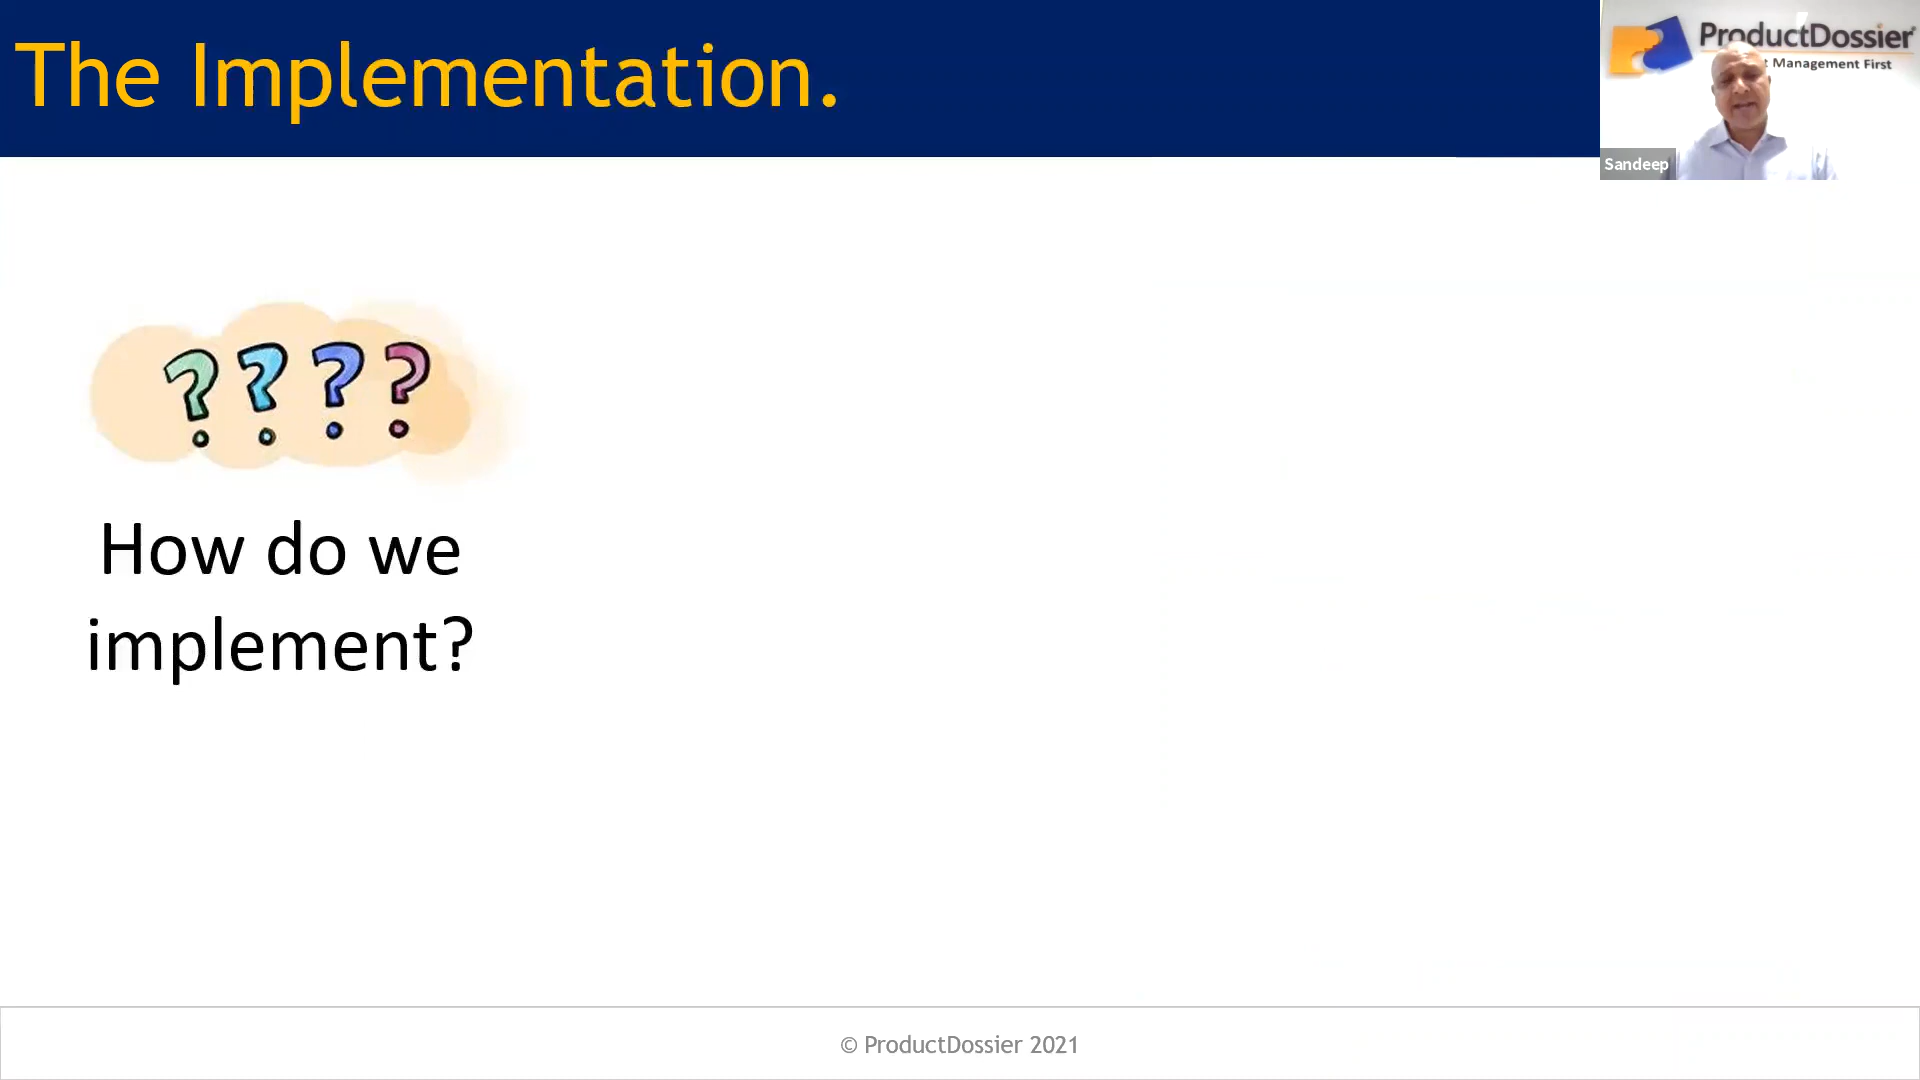 The Implementation.
ProductDossier
t Management First
Sandeep
? ? ? ?
How do we
implement?
© ProductDossier 2021